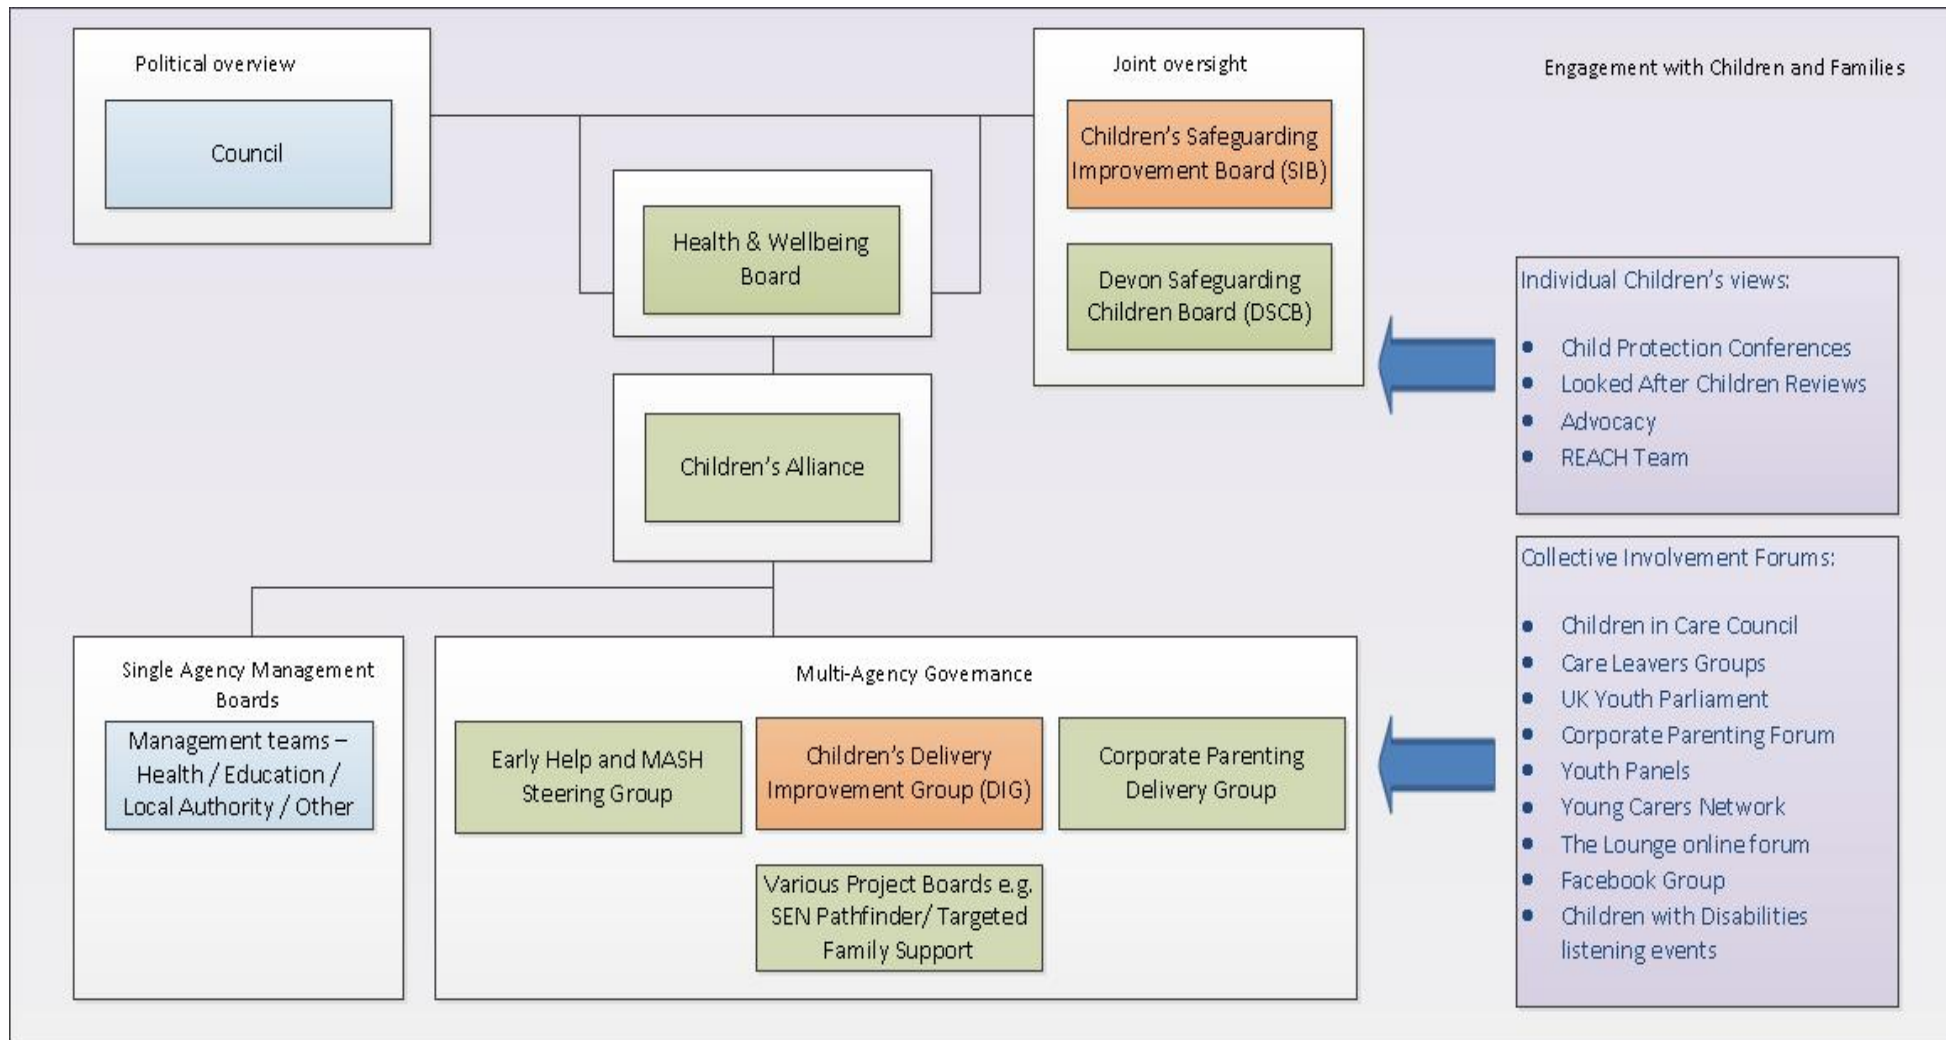 Political overview
Council
Joint oversight
Children's Safeguarding
Improvement Board (SIB)
Devon Safeguarding
Children Board (DSCB)
Engagement with Children and Families
Health & Wellbeing
Board
Children's Alliance
Individual Children's views:
• Child Protection Conferences
• Looked After Children Reviews
• Advocacy
• REACH Team
Single Agency Management
Boards
Management teams –
Health / Education /
Local Authority / Other
Multi-Agency Governance
Early Help and MASH
Steering Group
Children's Delivery
Improvement Group (DIG)
Corporate Parenting
Delivery Group
Various Project Boards e.g.
SEN Pathfinder/ Targeted
Family Support
Collective Involvement Forums:
• Children in Care Council
• Care Leavers Groups
• UK Youth Parliament
• Corporate Parenting Forum
• Youth Panels
• Young Carers Network
• The Lounge online forum
• Facebook Group
• Children with Disabilities
listening events